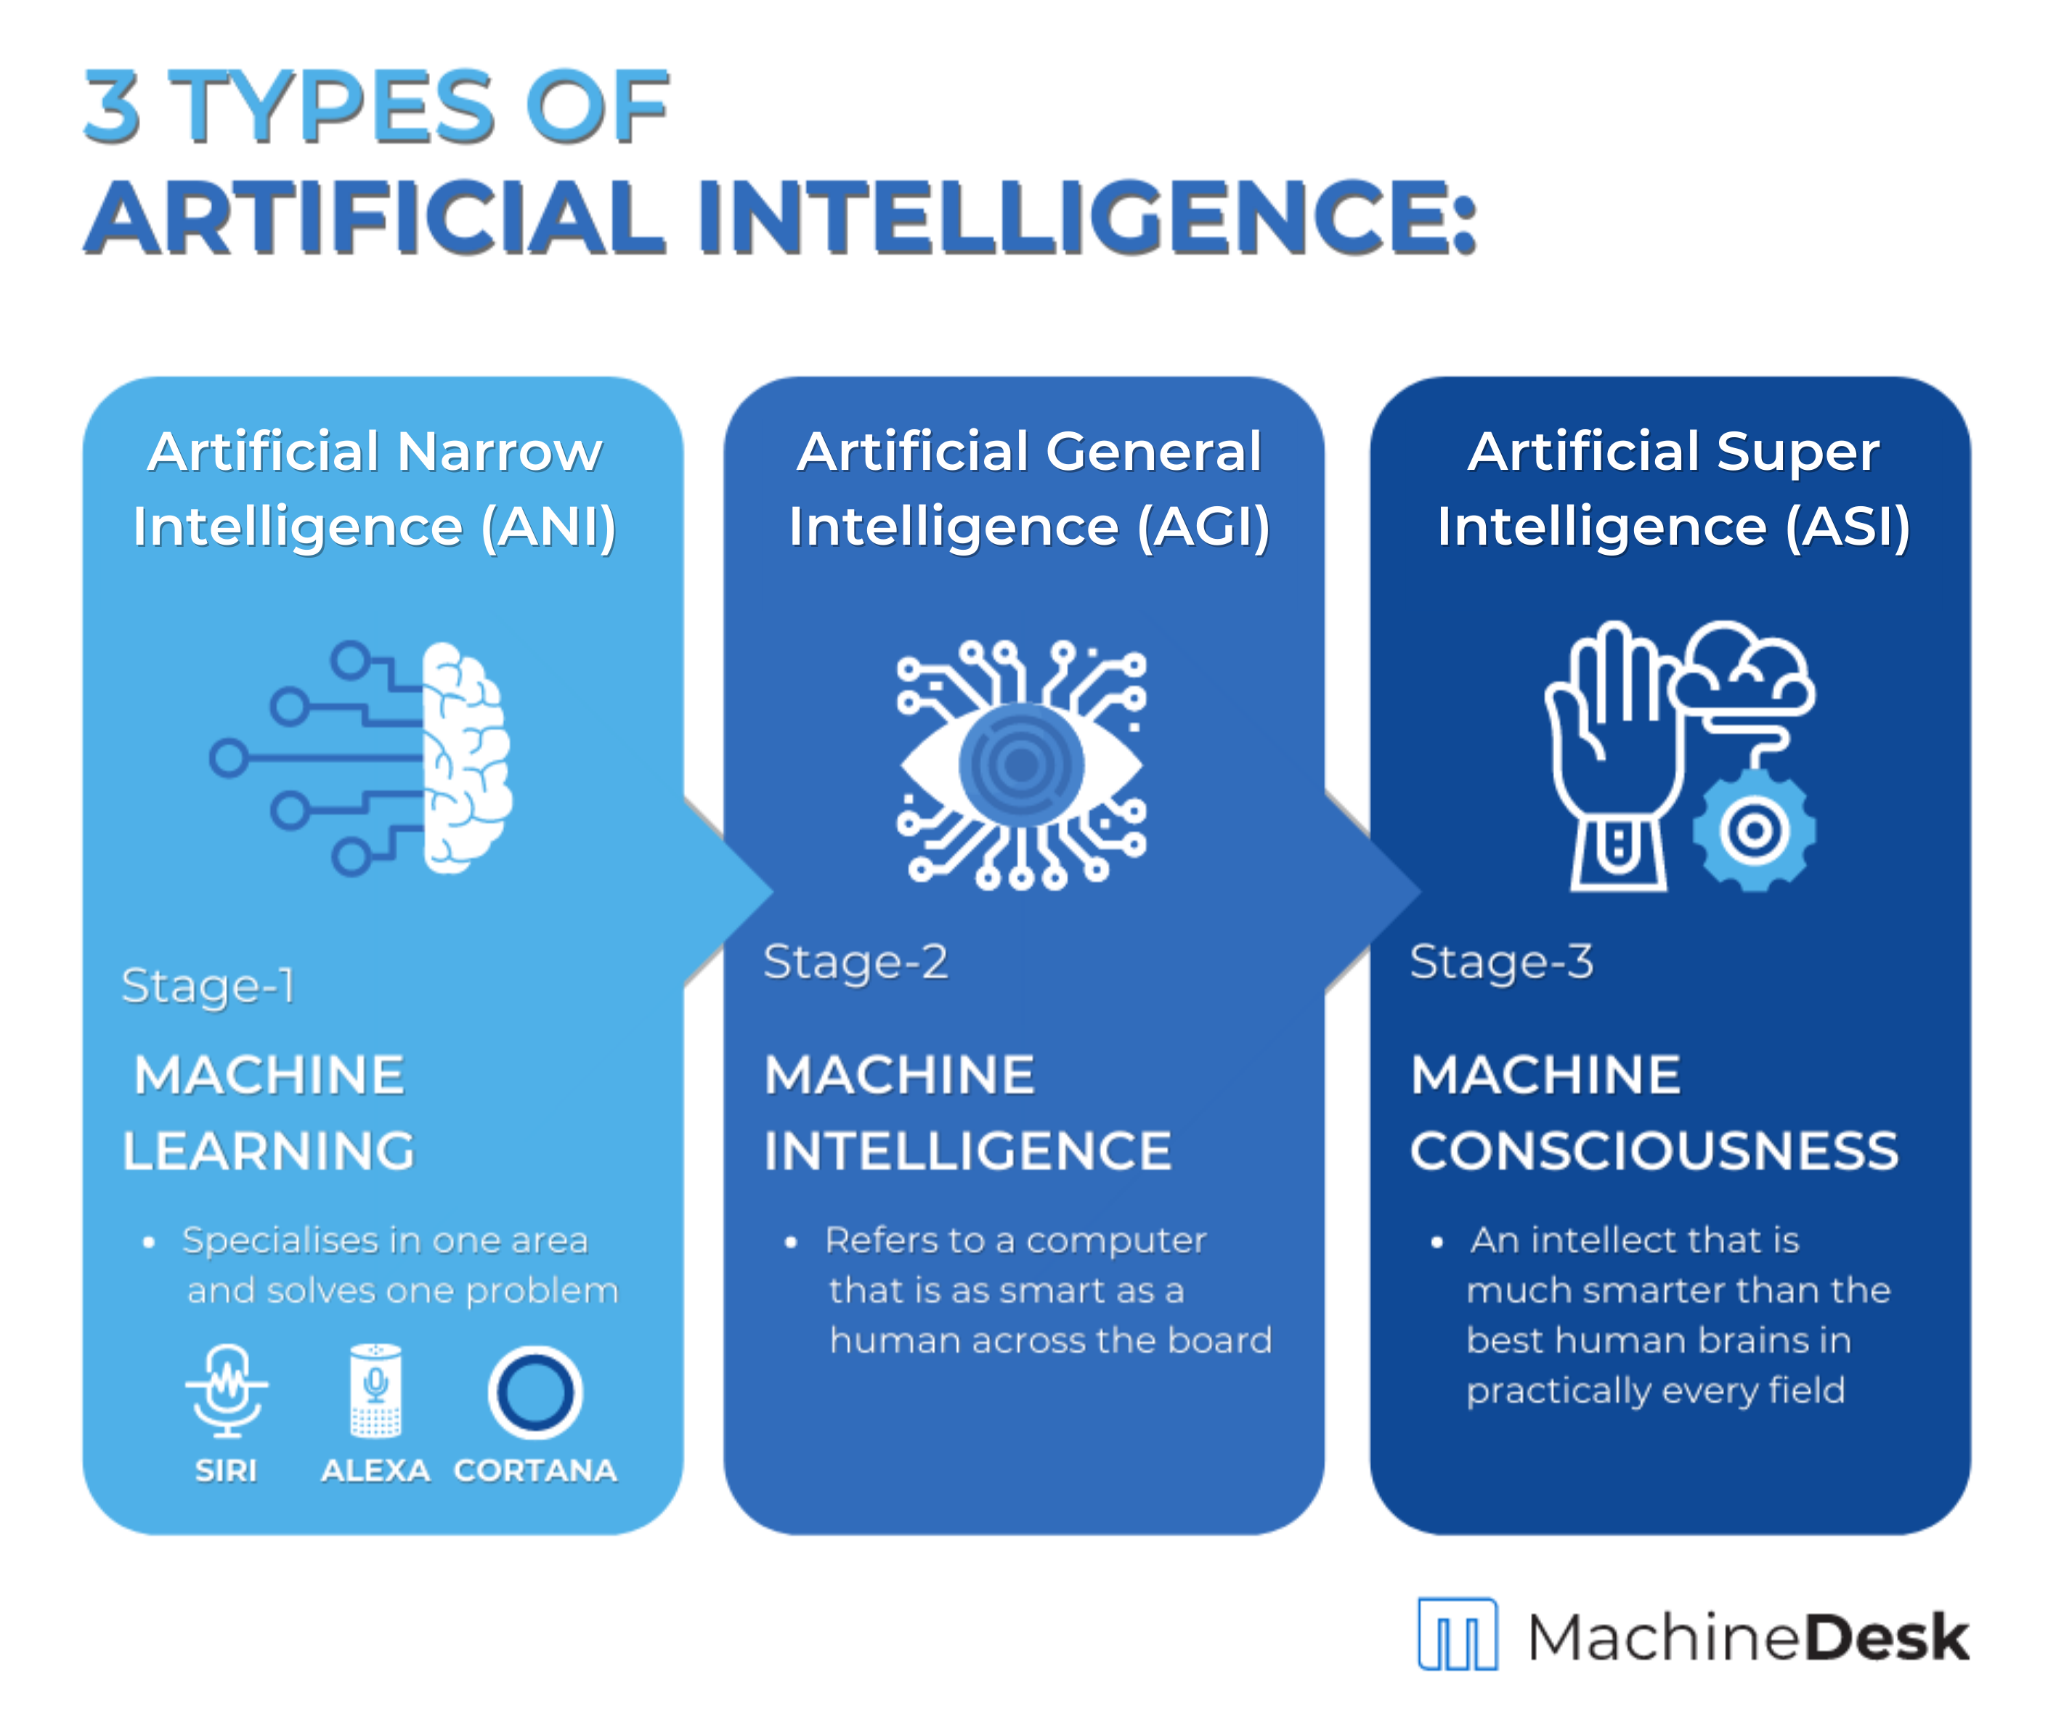 3 TYPES OF
ARTIFICIAL INTELLIGENCE:
Artificial Narrow
Intelligence (ANI)
Stage-1
MACHINE
LEARNING
• Specialises in one area
and solves one problem
SIRI ALEXA CORTANA
Artificial General
Intelligence (AGI)
Stage-2
MACHINE
INTELLIGENCE
• Refers to a computer
that is as smart as a
human across the board
Artificial Super
Intelligence (ASI)
Stage-3
MACHINE
CONSCIOUSNESS
• An intellect that is
much smarter than the
best human brains in
practically every field
MachineDesk